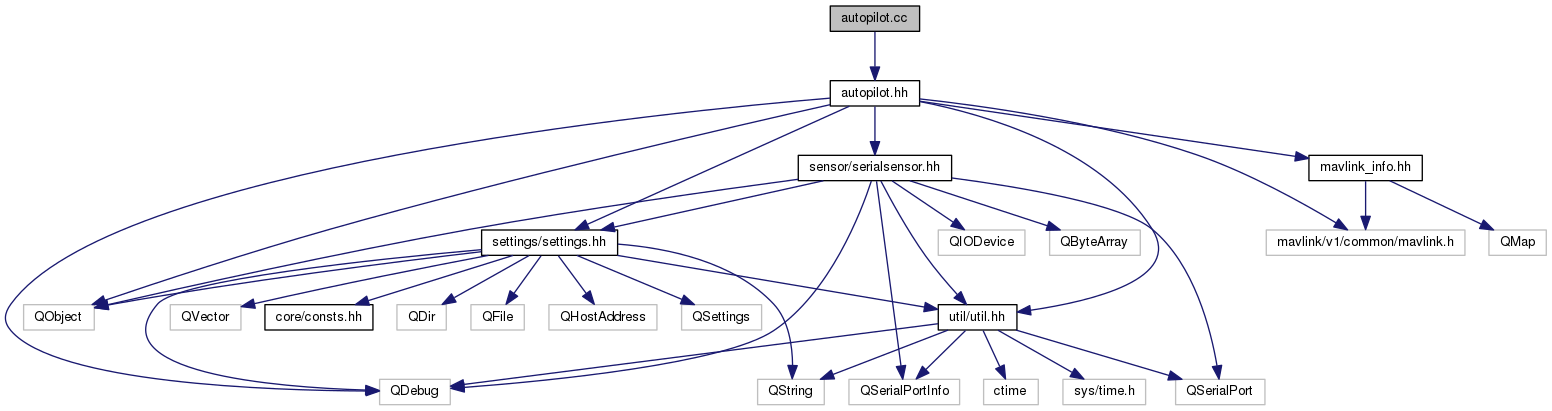 autopilot.cc
autopilot.hh
sensor/serialsensor.hh
mavlink_info.hh
settings/settings.hh
QIODevice
QByteArray
mavlink/v1/common/mavlink.h
QMap
QObject
QVector
core/consts.hh
QDir
QFile
QHostAddress
QSettings
util/util.hh
QDebug
QString
QSerialPortInfo
ctime
sys/time.h
QSerialPort